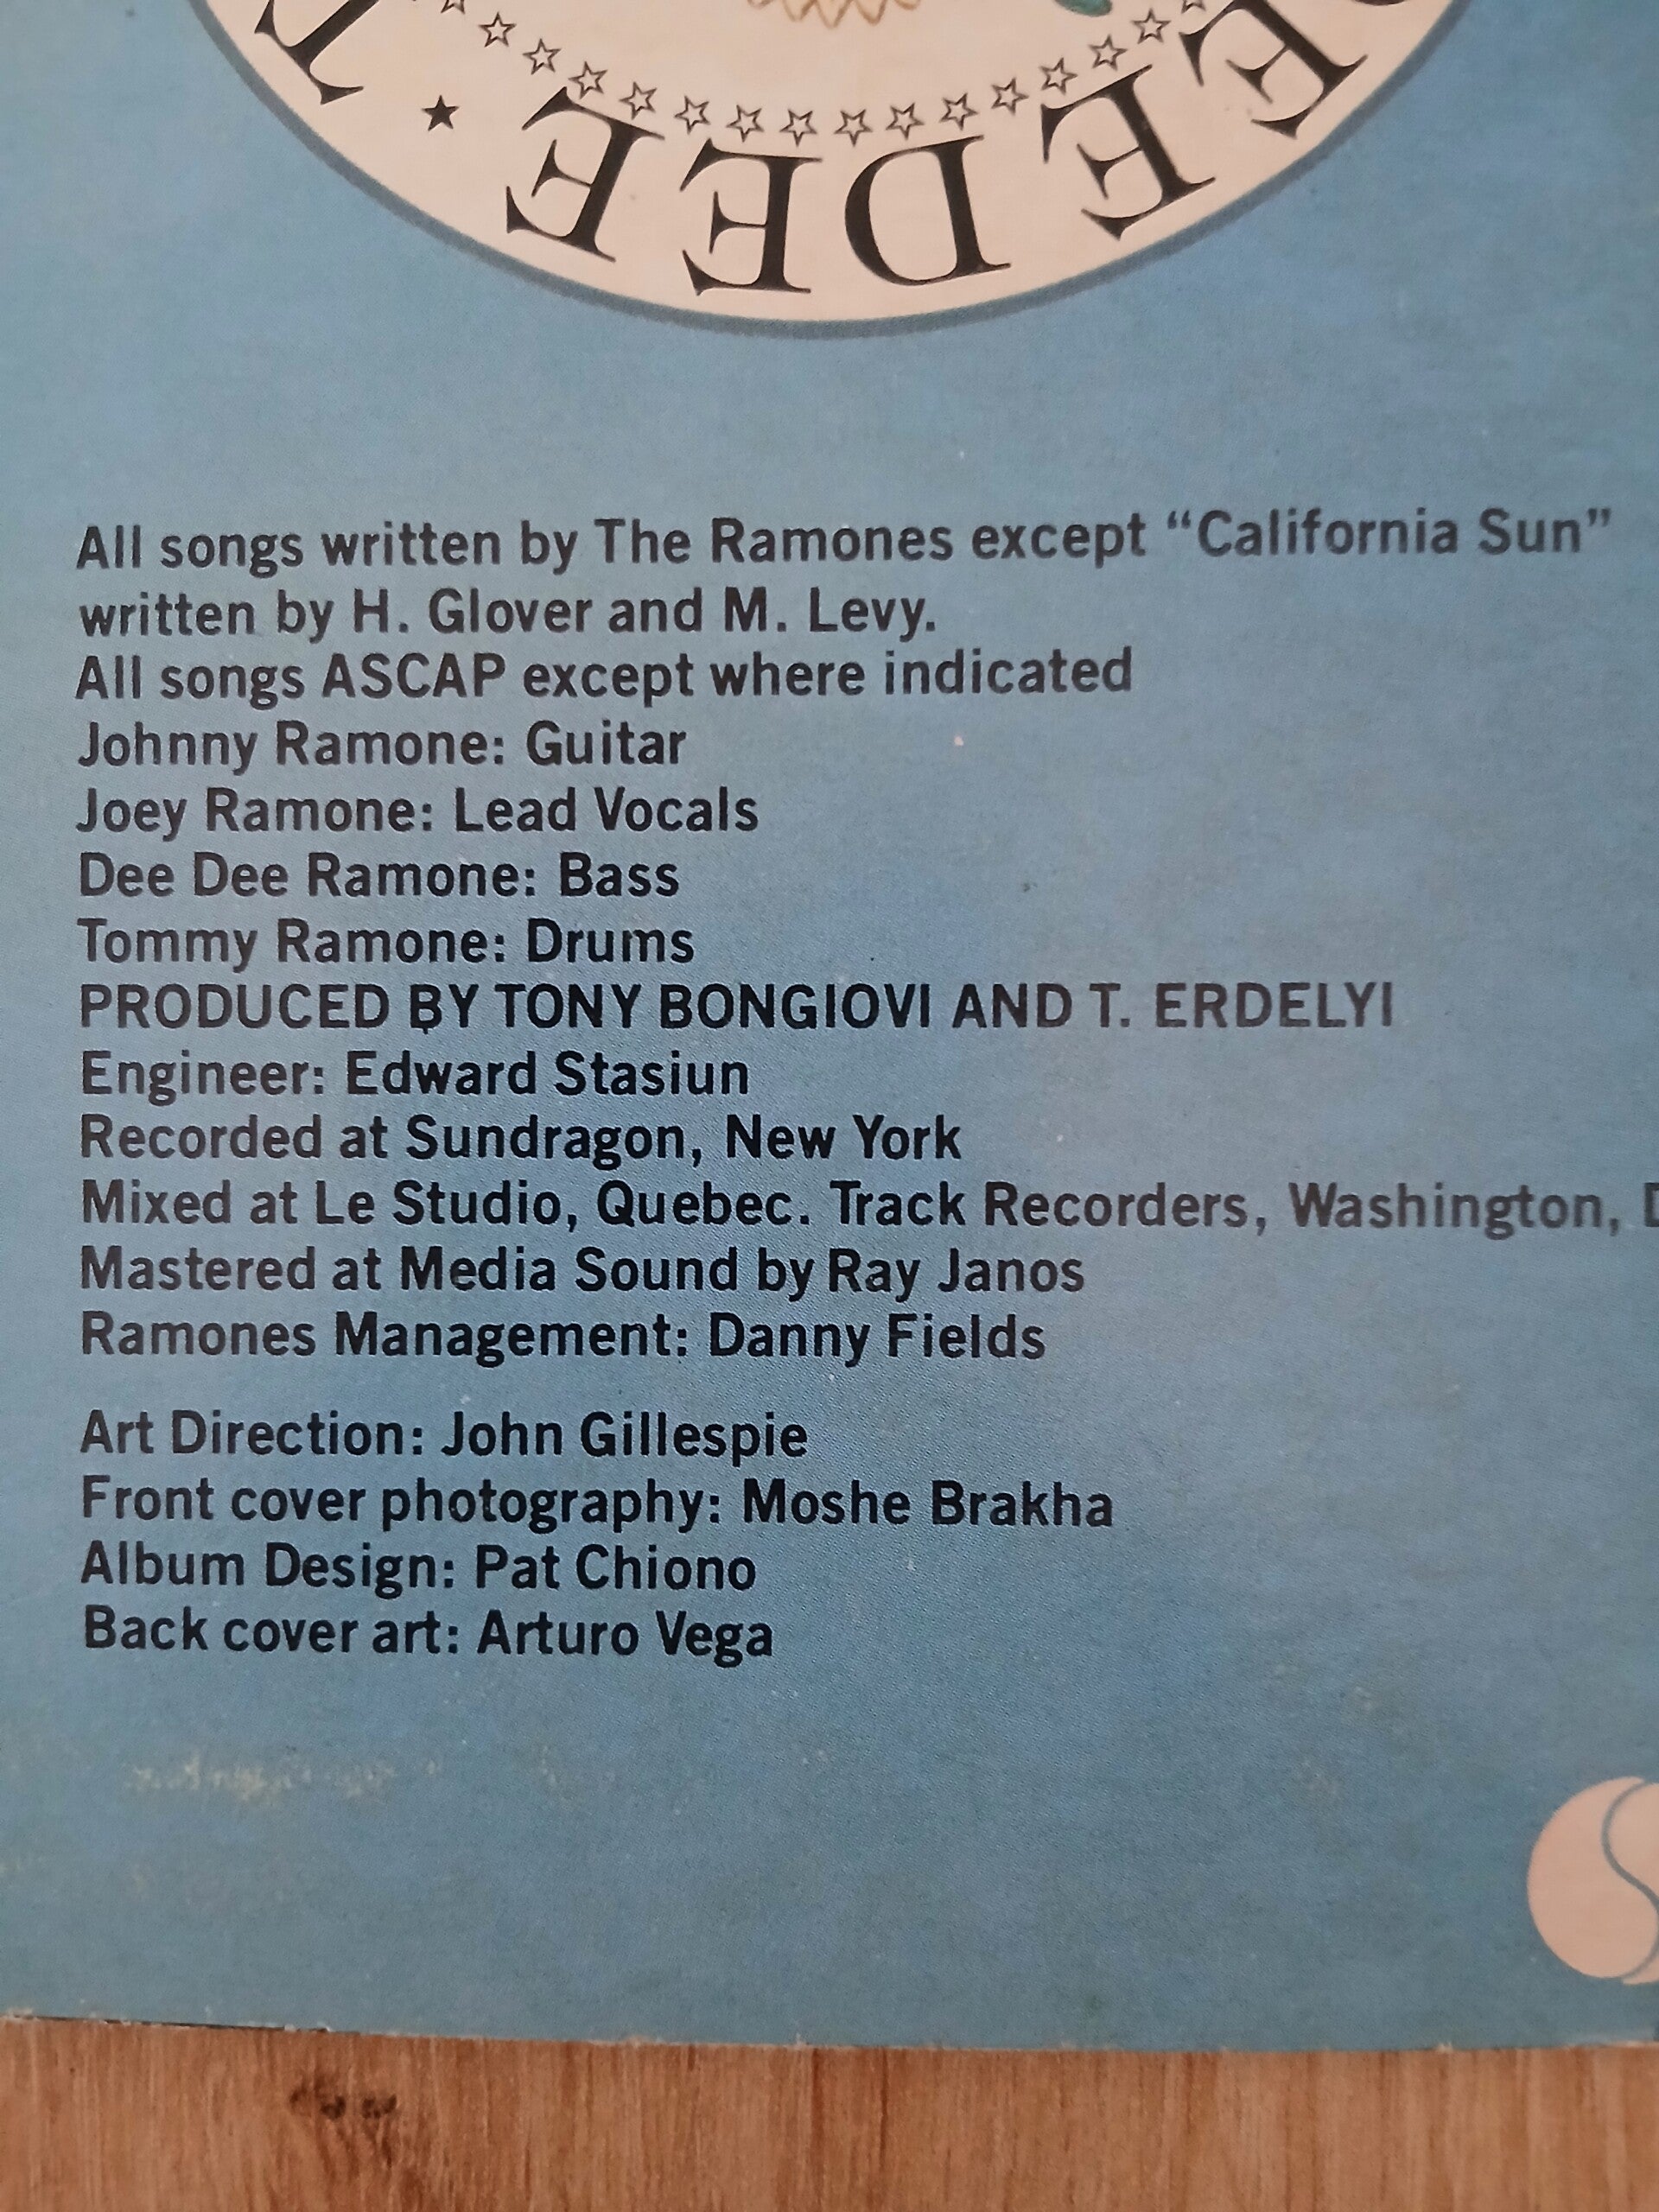 T ★ EE DEE DEE
All songs written by The Ramones except “California Sun”
written by H. Glover and M. Levy.
All songs ASCAP except where indicated
Johnny Ramone: Guitar
Joey Ramone: Lead Vocals
Dee Dee Ramone: Bass
Tommy Ramone: Drums
PRODUCED BY TONY BONGIOVI AND T. ERDELYI
Engineer: Edward Stasiun
Recorded at Sundragon, New York
Mixed at Le Studio, Quebec. Track Recorders, Washington, D
Mastered at Media Sound by Ray Janos
Ramones Management: Danny Fields
Art Direction: John Gillespie
Front cover photography: Moshe Brakha
Album Design: Pat Chiono
Back cover art: Arturo Vega